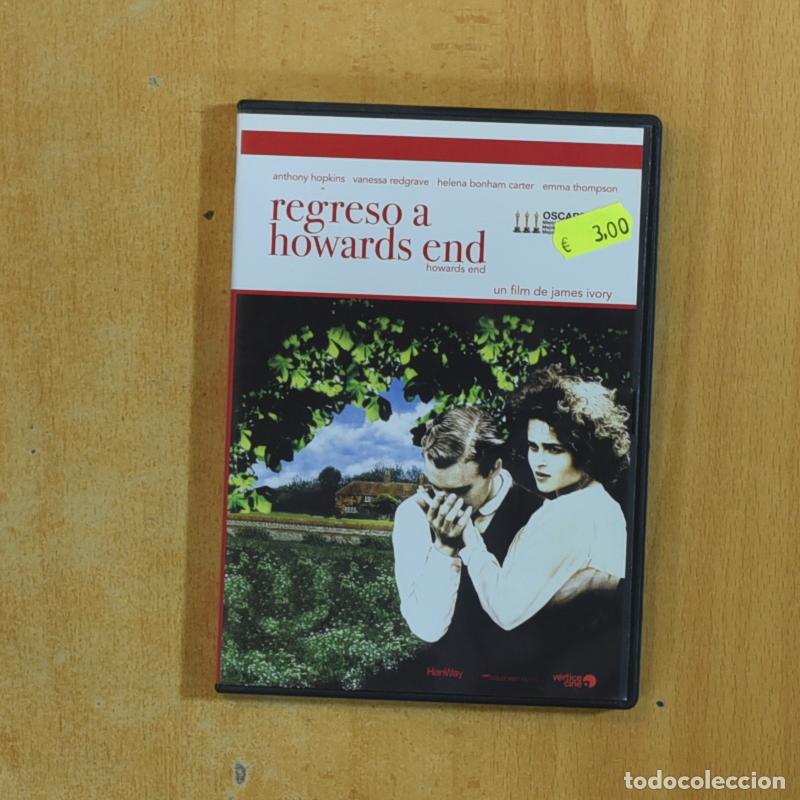 anthony hopkins vanessa redgrave helena bonham carter emma thompson
regreso a
howards end
howards end
un film de james ivory
OSCAR
€ 3,00
HanWay
vértice
cine
todocoleccion